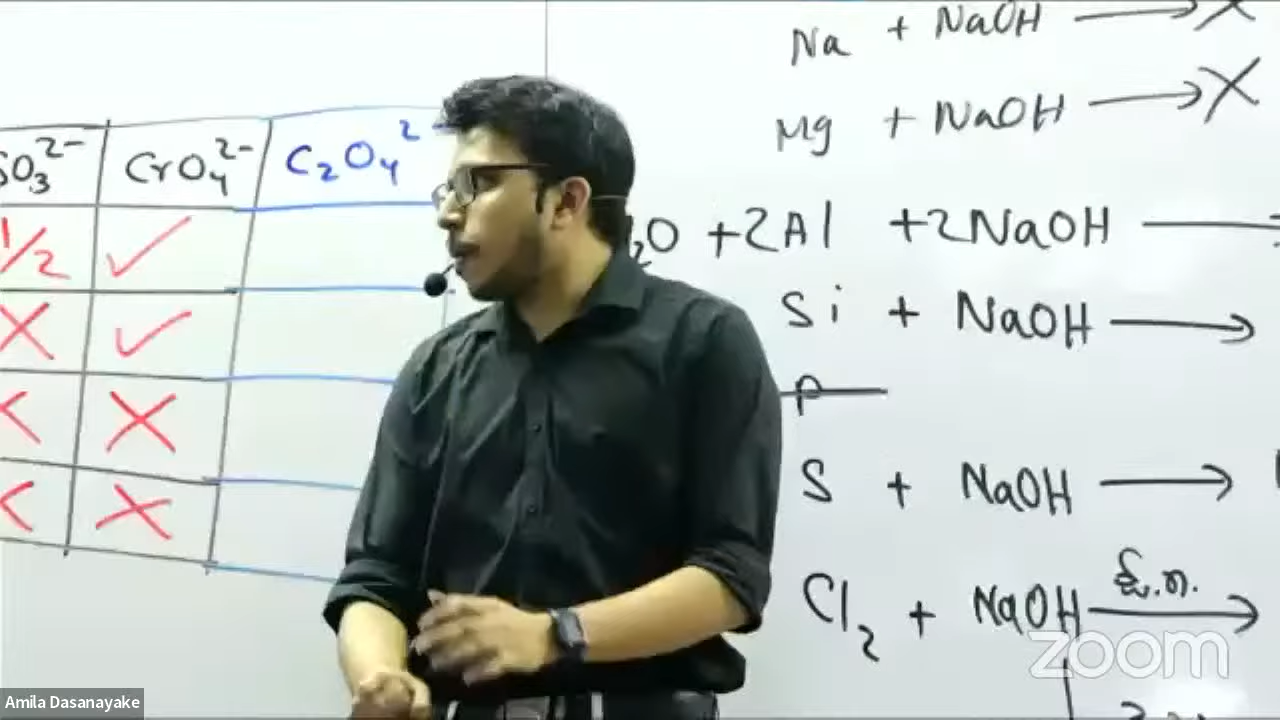 SO₃²⁻ CrO₄²⁻ C₂O₄²⁻
1/2 ✓
X ✓
X
X
Na + NaOH ⟶ X
Mg + NaOH ⟶ X
₂O + 2Al + 2NaOH ⟶
Si + NaOH ⟶
P
S + NaOH ⟶
Cl₂ + NaOH ⟶
zoom
Amila Dasanayake